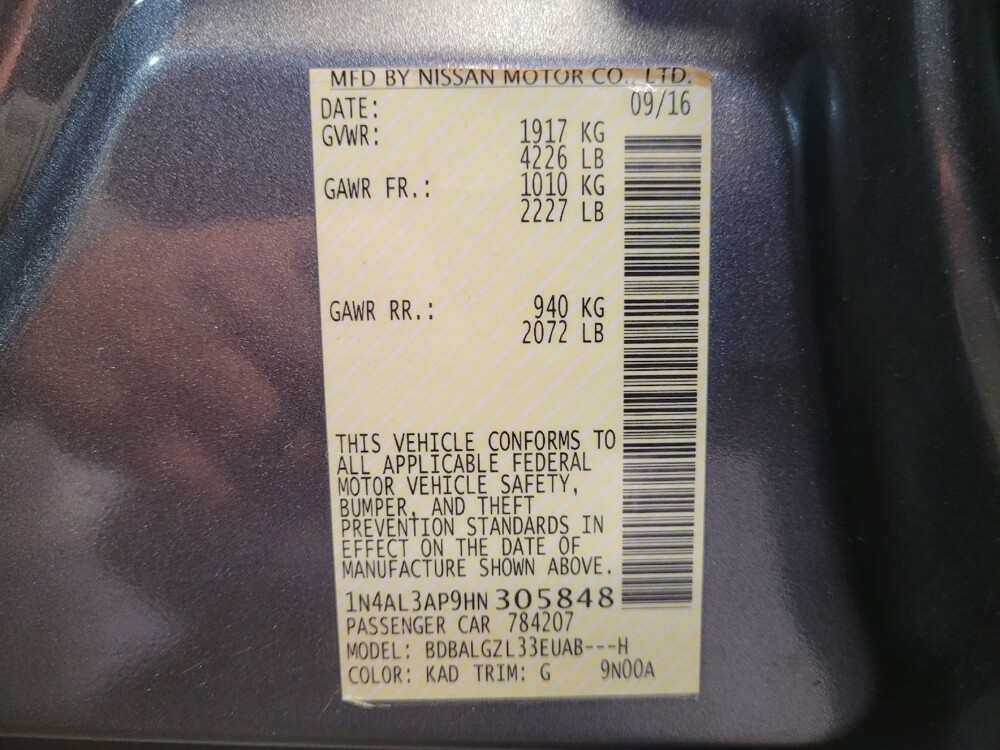 MFD BY NISSAN MOTOR CO., LTD.
DATE: 09/16
GVWR: 1917 KG
4226 LB
GAWR FR.: 1010 KG
2227 LB
GAWR RR.: 940 KG
2072 LB
THIS VEHICLE CONFORMS TO
ALL APPLICABLE FEDERAL
MOTOR VEHICLE SAFETY,
BUMPER, AND THEFT
PREVENTION STANDARDS IN
EFFECT ON THE DATE OF
MANUFACTURE SHOWN ABOVE.
1N4AL3AP9HN 305848
PASSENGER CAR 784207
MODEL: BDBALGZL33EUAB---H
COLOR: KAD TRIM: G 9N00A